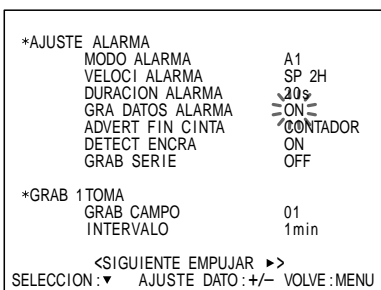 *AJUSTE ALARMA
MODO ALARMA A1
VELOCI ALARMA SP 2H
DURACION ALARMA 20s
GRA DATOS ALARMA ON
ADVERT FIN CINTA CONTADOR
DETECT ENCRA ON
GRAB SERIE OFF
*GRAB 1TOMA
GRAB CAMPO 01
INTERVALO 1min
<SIGUIENTE EMPUJAR ►>
SELECCION:▼ AJUSTE DATO:+/– VOLVE:MENU